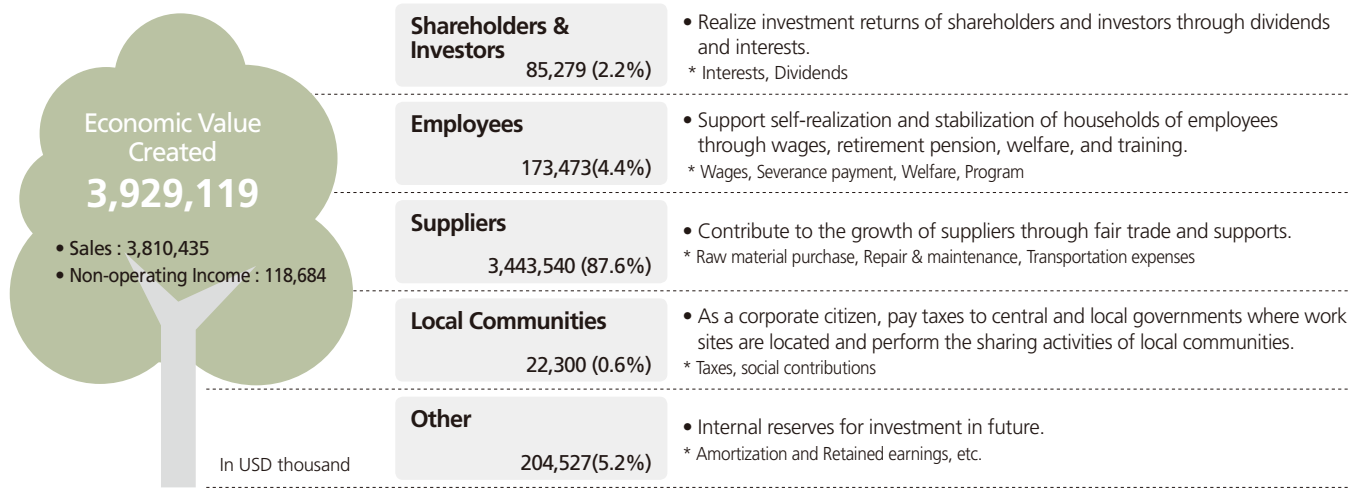 Economic Value
Created
3,929,119
• Sales : 3,810,435
• Non-operating Income : 118,684
In USD thousand
Shareholders &
Investors
85,279 (2.2%)
• Realize investment returns of shareholders and investors through dividends
and interests.
* Interests, Dividends
Employees
173,473(4.4%)
• Support self-realization and stabilization of households of employees
through wages, retirement pension, welfare, and training.
* Wages, Severance payment, Welfare, Program
Suppliers
3,443,540 (87.6%)
• Contribute to the growth of suppliers through fair trade and supports.
* Raw material purchase, Repair & maintenance, Transportation expenses
Local Communities
22,300 (0.6%)
• As a corporate citizen, pay taxes to central and local governments where work
sites are located and perform the sharing activities of local communities.
* Taxes, social contributions
Other
204,527(5.2%)
• Internal reserves for investment in future.
* Amortization and Retained earnings, etc.